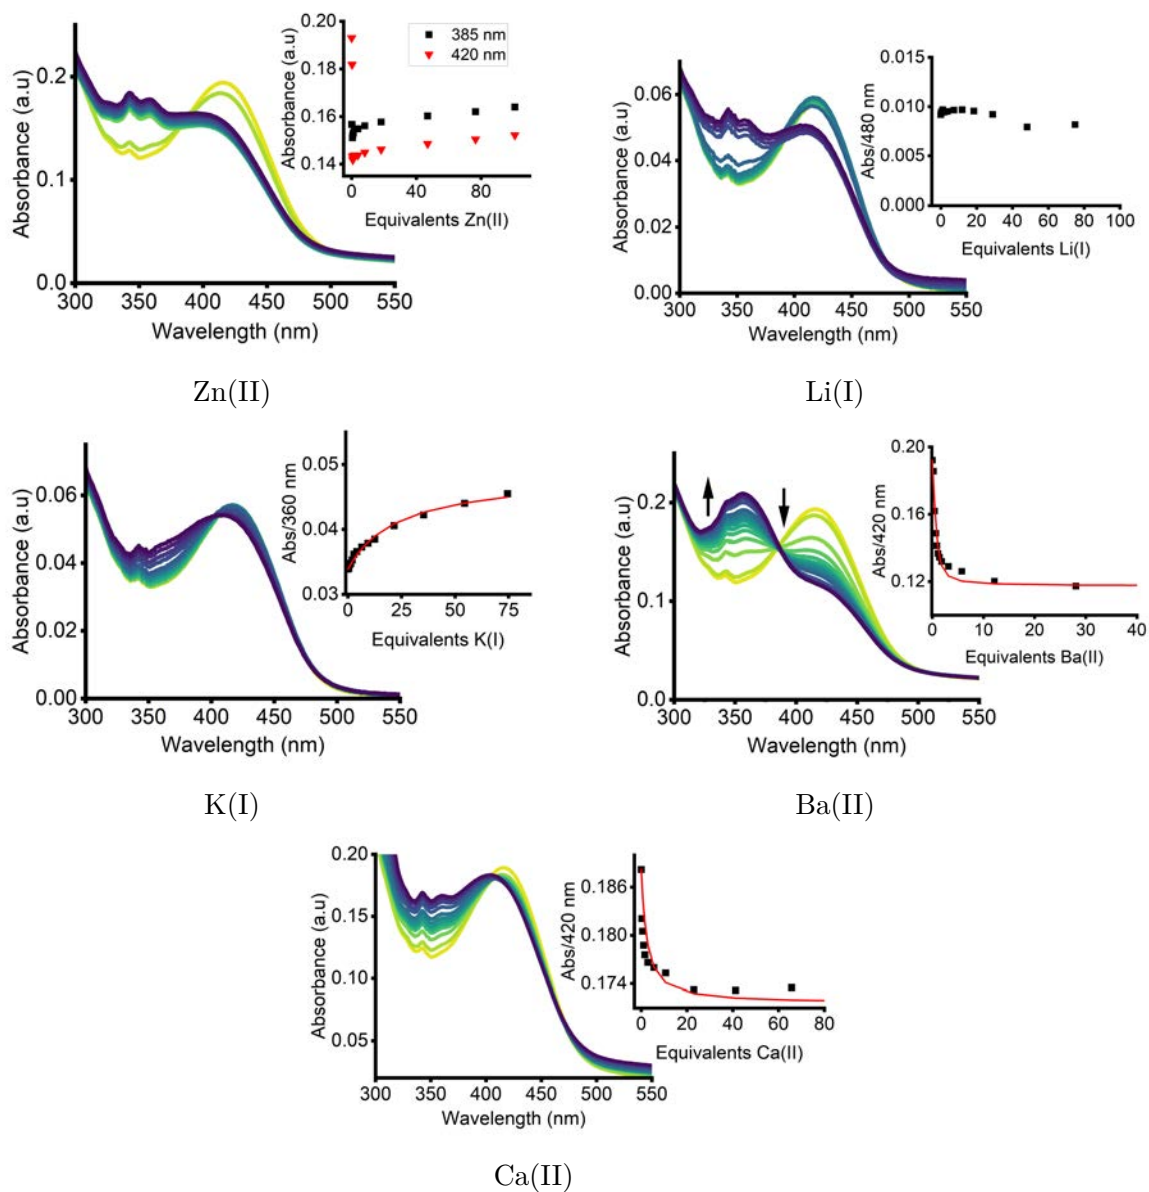 0.20
0.18
0.16
0.14
Absorbance (a.u)
385 nm
420 nm
0 40 80
Equivalents Zn(II)
0.2
0.1
0.0
Absorbance (a.u)
300 350 400 450 500 550
Wavelength (nm)
Zn(II)
0.015
0.010
0.005
0.000
Abs/480 nm
0 20 40 60 80 100
Equivalents Li(I)
0.06
0.04
0.02
0.00
Absorbance (a.u)
300 350 400 450 500 550
Wavelength (nm)
Li(I)
0.05
0.04
0.03
Abs/360 nm
0 25 50 75
Equivalents K(I)
0.06
0.04
0.02
0.00
Absorbance (a.u)
300 350 400 450 500 550
Wavelength (nm)
K(I)
0.20
0.16
0.12
Abs/420 nm
0 10 20 30 40
Equivalents Ba(II)
0.2
0.1
0.0
Absorbance (a.u)
300 350 400 450 500 550
Wavelength (nm)
Ba(II)
0.186
0.180
0.174
Abs/420 nm
0 20 40 60 80
Equivalents Ca(II)
0.20
0.15
0.10
0.05
Absorbance (a.u)
300 350 400 450 500 550
Wavelength (nm)
Ca(II)